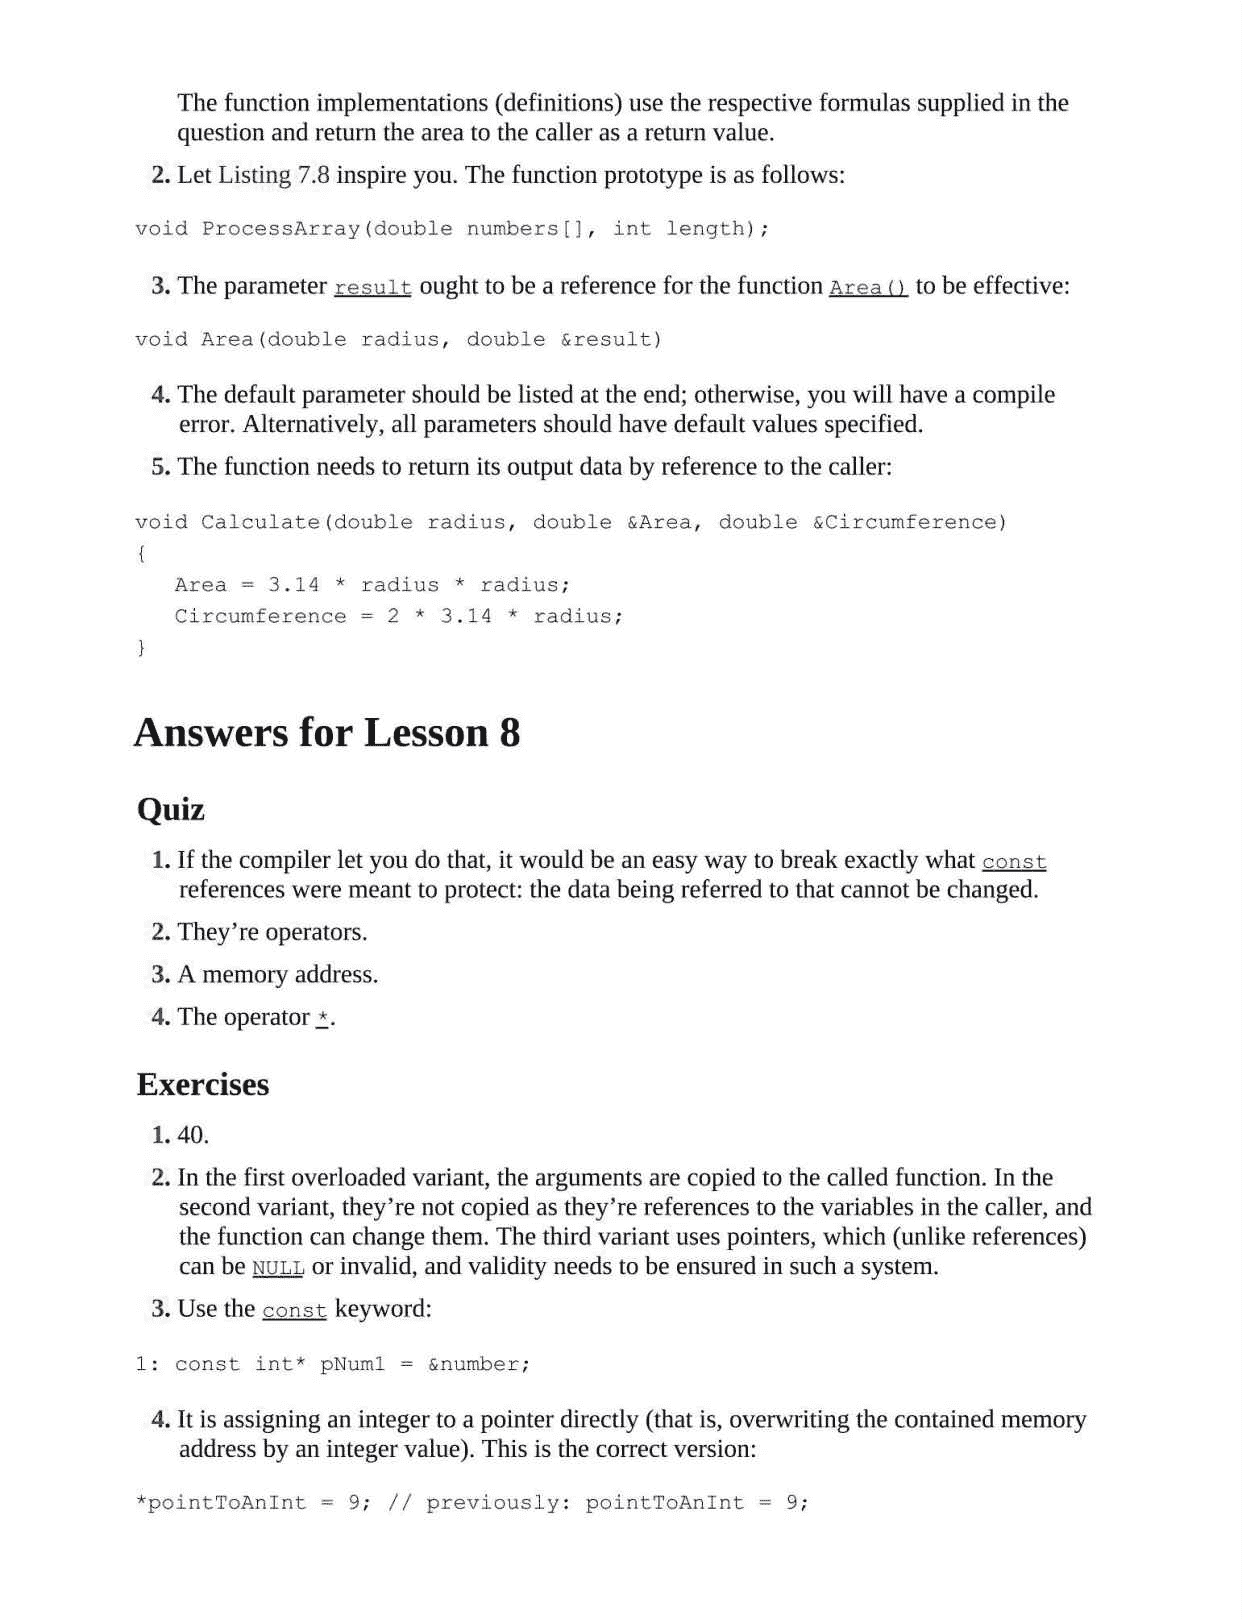 The function implementations (definitions) use the respective formulas supplied in the
question and return the area to the caller as a return value.
2. Let Listing 7.8 inspire you. The function prototype is as follows:
void ProcessArray(double numbers[], int length);
3. The parameter result ought to be a reference for the function Area() to be effective:
void Area(double radius, double &result)
4. The default parameter should be listed at the end; otherwise, you will have a compile
error. Alternatively, all parameters should have default values specified.
5. The function needs to return its output data by reference to the caller:
void Calculate(double radius, double &Area, double &Circumference)
{
   Area = 3.14 * radius * radius;
   Circumference = 2 * 3.14 * radius;
}
Answers for Lesson 8
Quiz
1. If the compiler let you do that, it would be an easy way to break exactly what const
references were meant to protect: the data being referred to that cannot be changed.
2. They’re operators.
3. A memory address.
4. The operator *.
Exercises
1. 40.
2. In the first overloaded variant, the arguments are copied to the called function. In the
second variant, they’re not copied as they’re references to the variables in the caller, and
the function can change them. The third variant uses pointers, which (unlike references)
can be NULL or invalid, and validity needs to be ensured in such a system.
3. Use the const keyword:
1: const int* pNum1 = &number;
4. It is assigning an integer to a pointer directly (that is, overwriting the contained memory
address by an integer value). This is the correct version:
*pointToAnInt = 9; // previously: pointToAnInt = 9;